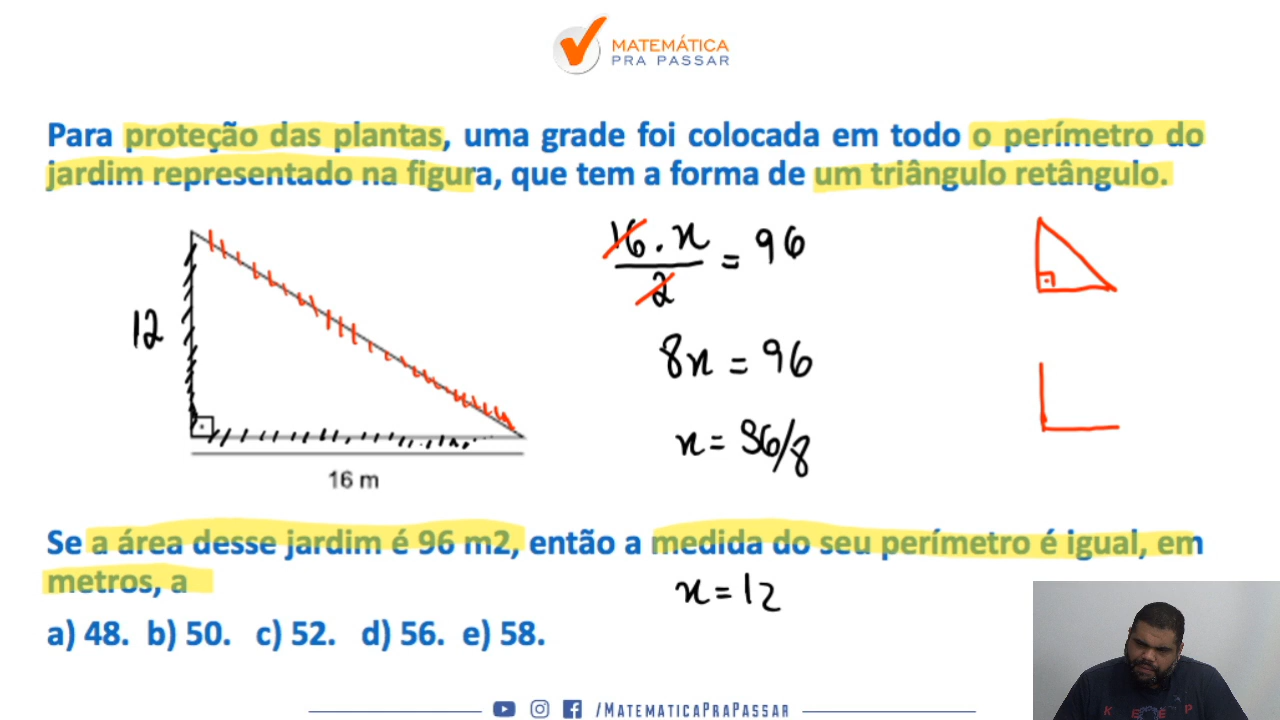 MATEMÁTICA
PRA PASSAR
Para proteção das plantas, uma grade foi colocada em todo o perímetro do
jardim representado na figura, que tem a forma de um triângulo retângulo.
16 . x
2
= 96
12
8x = 96
x = 96/8
16 m
Se a área desse jardim é 96 m2, então a medida do seu perímetro é igual, em
metros, a
x = 12
a) 48. b) 50. c) 52. d) 56. e) 58.
/MATEMATICAPRAPASSAR
K E E P